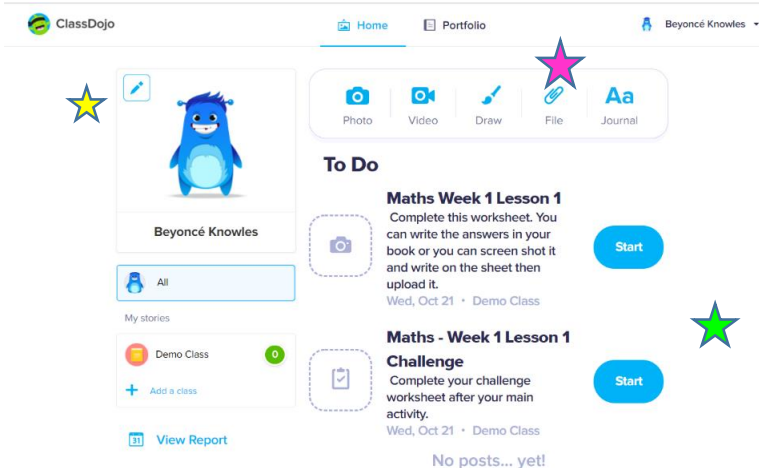 ClassDojo
Home
Portfolio
Beyoncé Knowles
Photo
Video
Draw
File
Aa
Journal
Beyoncé Knowles
All
My stories
Demo Class
0
Add a class
31
View Report
To Do
Maths Week 1 Lesson 1
Complete this worksheet. You
can write the answers in your
book or you can screen shot it
and write on the sheet then
upload it.
Wed, Oct 21 • Demo Class
Start
Maths - Week 1 Lesson 1
Challenge
Complete your challenge
worksheet after your main
activity.
Wed, Oct 21 • Demo Class
Start
No posts... yet!